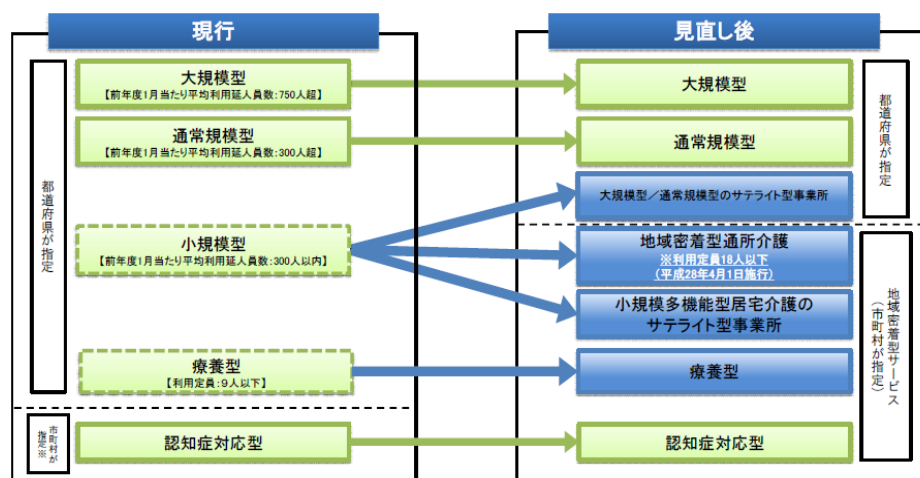 現行
都道府県が指定
大規模型
【前年度1月当たり平均利用延人員数:750人超】
通常規模型
【前年度1月当たり平均利用延人員数:300人超】
小規模型
【前年度1月当たり平均利用延人員数:300人以内】
療養型
【利用定員:9人以下】
市町村が
指定※
認知症対応型
見直し後
大規模型
通常規模型
大規模型／通常規模型のサテライト型事業所
都道府県が指定
地域密着型通所介護
※利用定員18人以下
（平成28年4月1日施行）
小規模多機能型居宅介護の
サテライト型事業所
療養型
認知症対応型
地域密着型サービス
（市町村が指定）